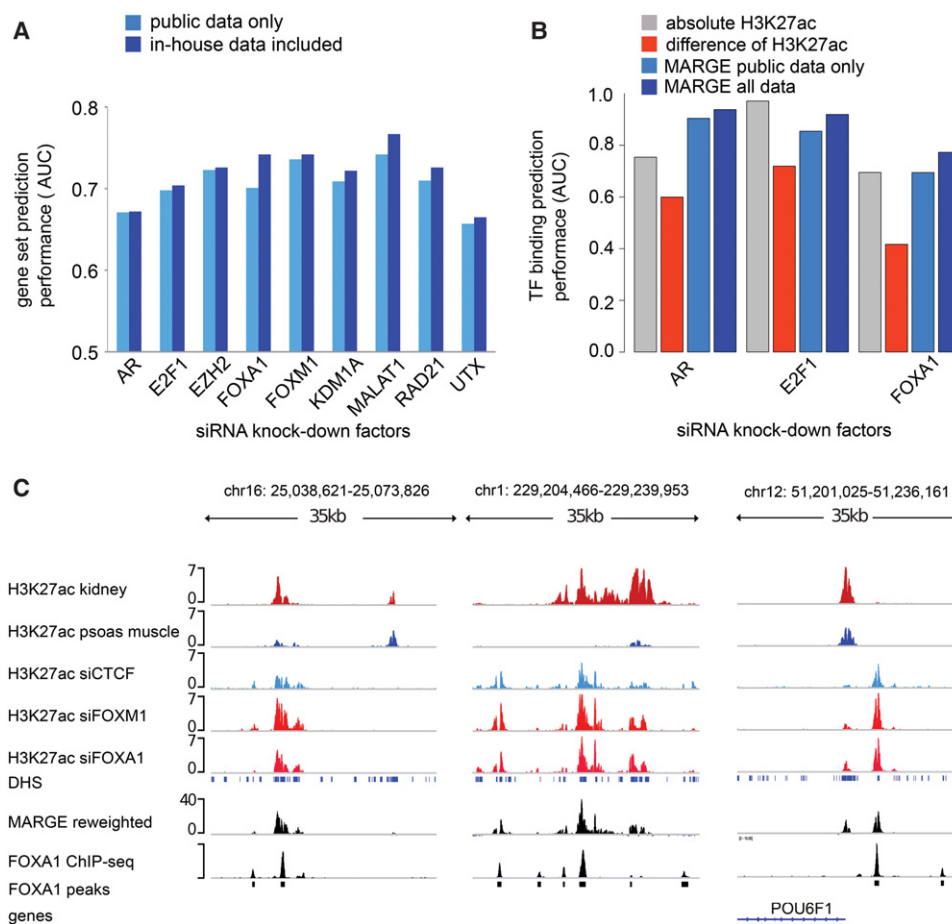 A
public data only
in-house data included
gene set prediction
performance ( AUC)
0.8
0.7
0.6
0.5
AR
E2F1
EZH2
FOXA1
FOXM1
KDM1A
MALAT1
RAD21
UTX
siRNA knock-down factors
B
absolute H3K27ac
difference of H3K27ac
MARGE public data only
MARGE all data
TF binding prediction
performace (AUC)
1.0
0.8
0.6
0.4
0.2
0.0
AR
E2F1
FOXA1
siRNA knock-down factors
C
chr16: 25,038,621-25,073,826
chr1: 229,204,466-229,239,953
chr12: 51,201,025-51,236,161
35kb
35kb
35kb
H3K27ac kidney
7
0
7
0
7
0
H3K27ac psoas muscle
7
0
H3K27ac siCTCF
7
0
H3K27ac siFOXM1
7
0
H3K27ac siFOXA1
7
0
DHS
MARGE reweighted
40
0
FOXA1 ChIP-seq
FOXA1 peaks
genes
POU6F1